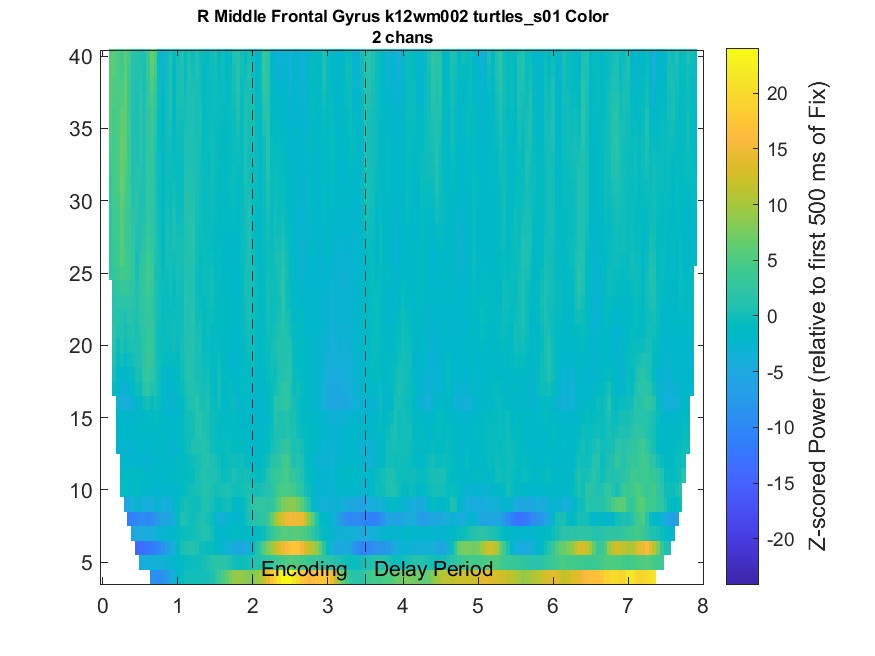 R Middle Frontal Gyrus k12wm002 turtles_s01 Color
2 chans
40
35
30
25
20
15
10
5
0 1 2 3 4 5 6 7 8
Encoding
Delay Period
20
15
10
5
0
-5
-10
-15
-20
Z-scored Power (relative to first 500 ms of Fix)